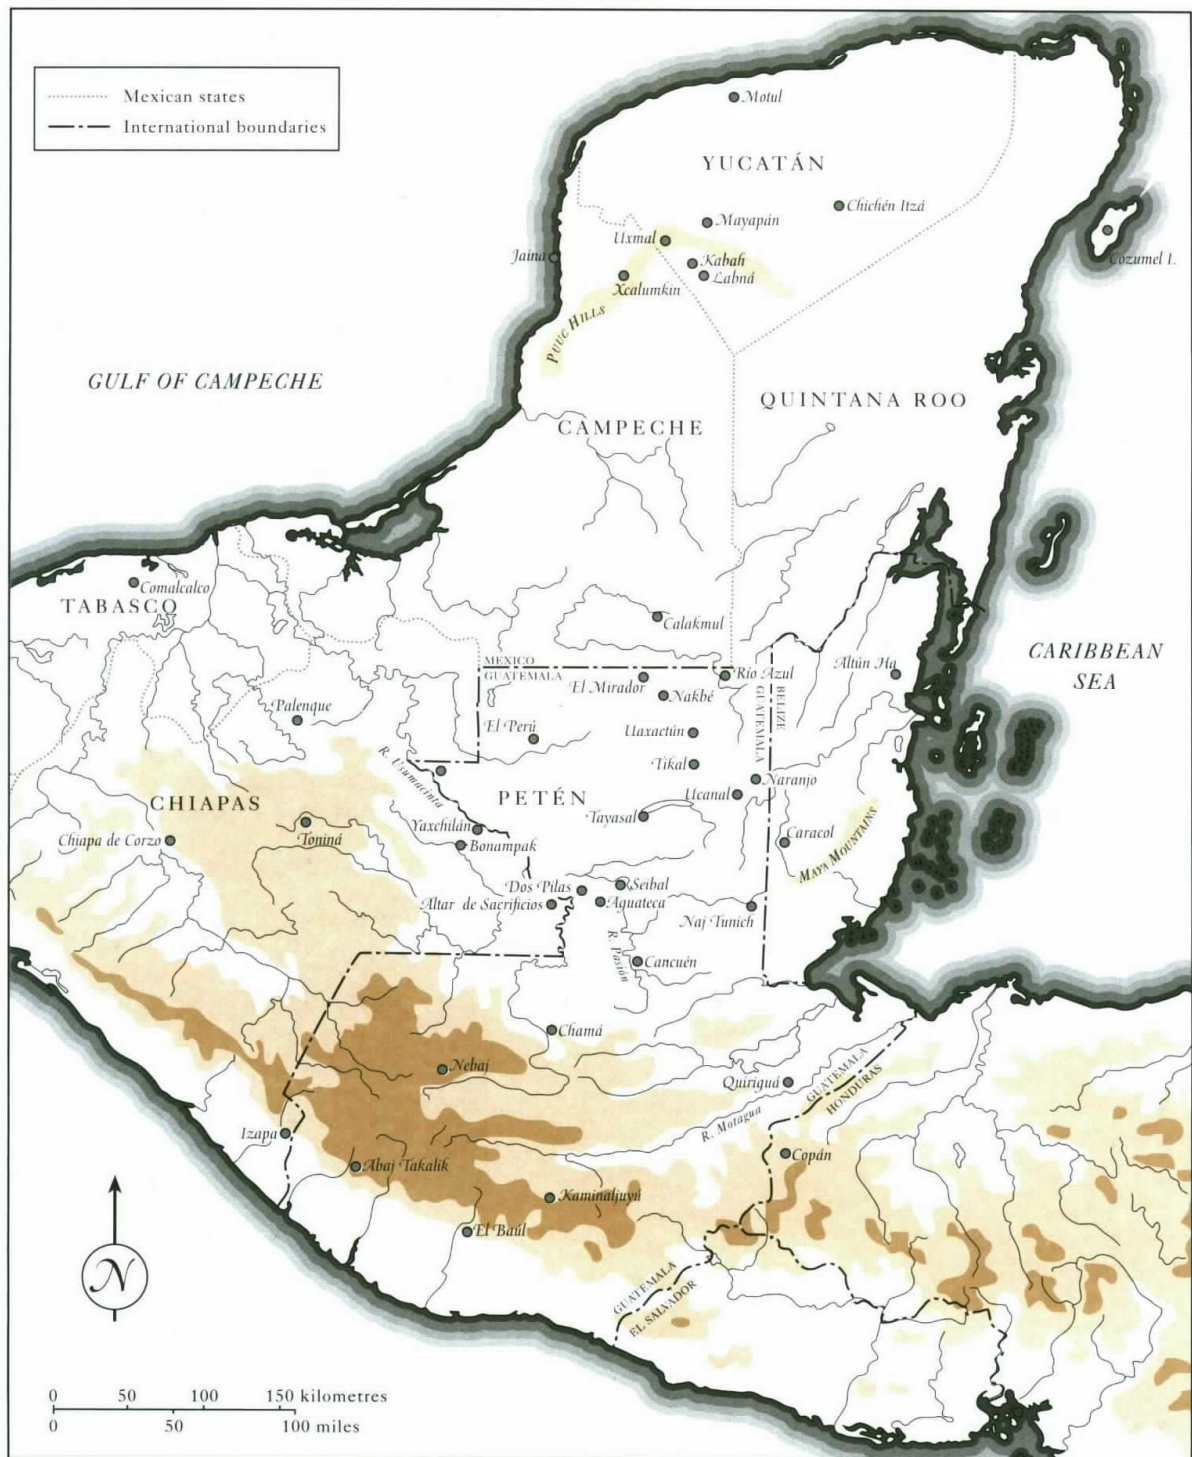 Mexican states
International boundaries
Motul
YUCATÁN
Chichén Itzá
Mayapán
Uxmal
Jaina
Kabah
Labná
Cozumel I.
Xcalumkin
PUUC HILLS
GULF OF CAMPECHE
QUINTANA ROO
CAMPECHE
Comalcalco
TABASCO
Calakmul
CARIBBEAN
SEA
MEXICO
GUATEMALA
Altún Ha
Río Azul
El Mirador
Nakbé
GUATEMALA
BELIZE
Palenque
El Perú
Uaxactún
R. Usumacinta
Tikal
Naranjo
Ucanal
PETÉN
CHIAPAS
Tayasal
Yaxchilán
Toniná
Chiapa de Corzo
Bonampak
Caracol
MAYA MOUNTAINS
Dos Pilas
Seibal
Altar de Sacrificios
Aguateca
Naj Tunich
R. Pasión
Cancuén
Chamá
Nebaj
Quiriguá
GUATEMALA
HONDURAS
R. Motagua
Izapa
Copán
Abaj Takalik
Kaminaljuyú
El Baúl
N
GUATEMALA
EL SALVADOR
0 50 100 150 kilometres
0 50 100 miles